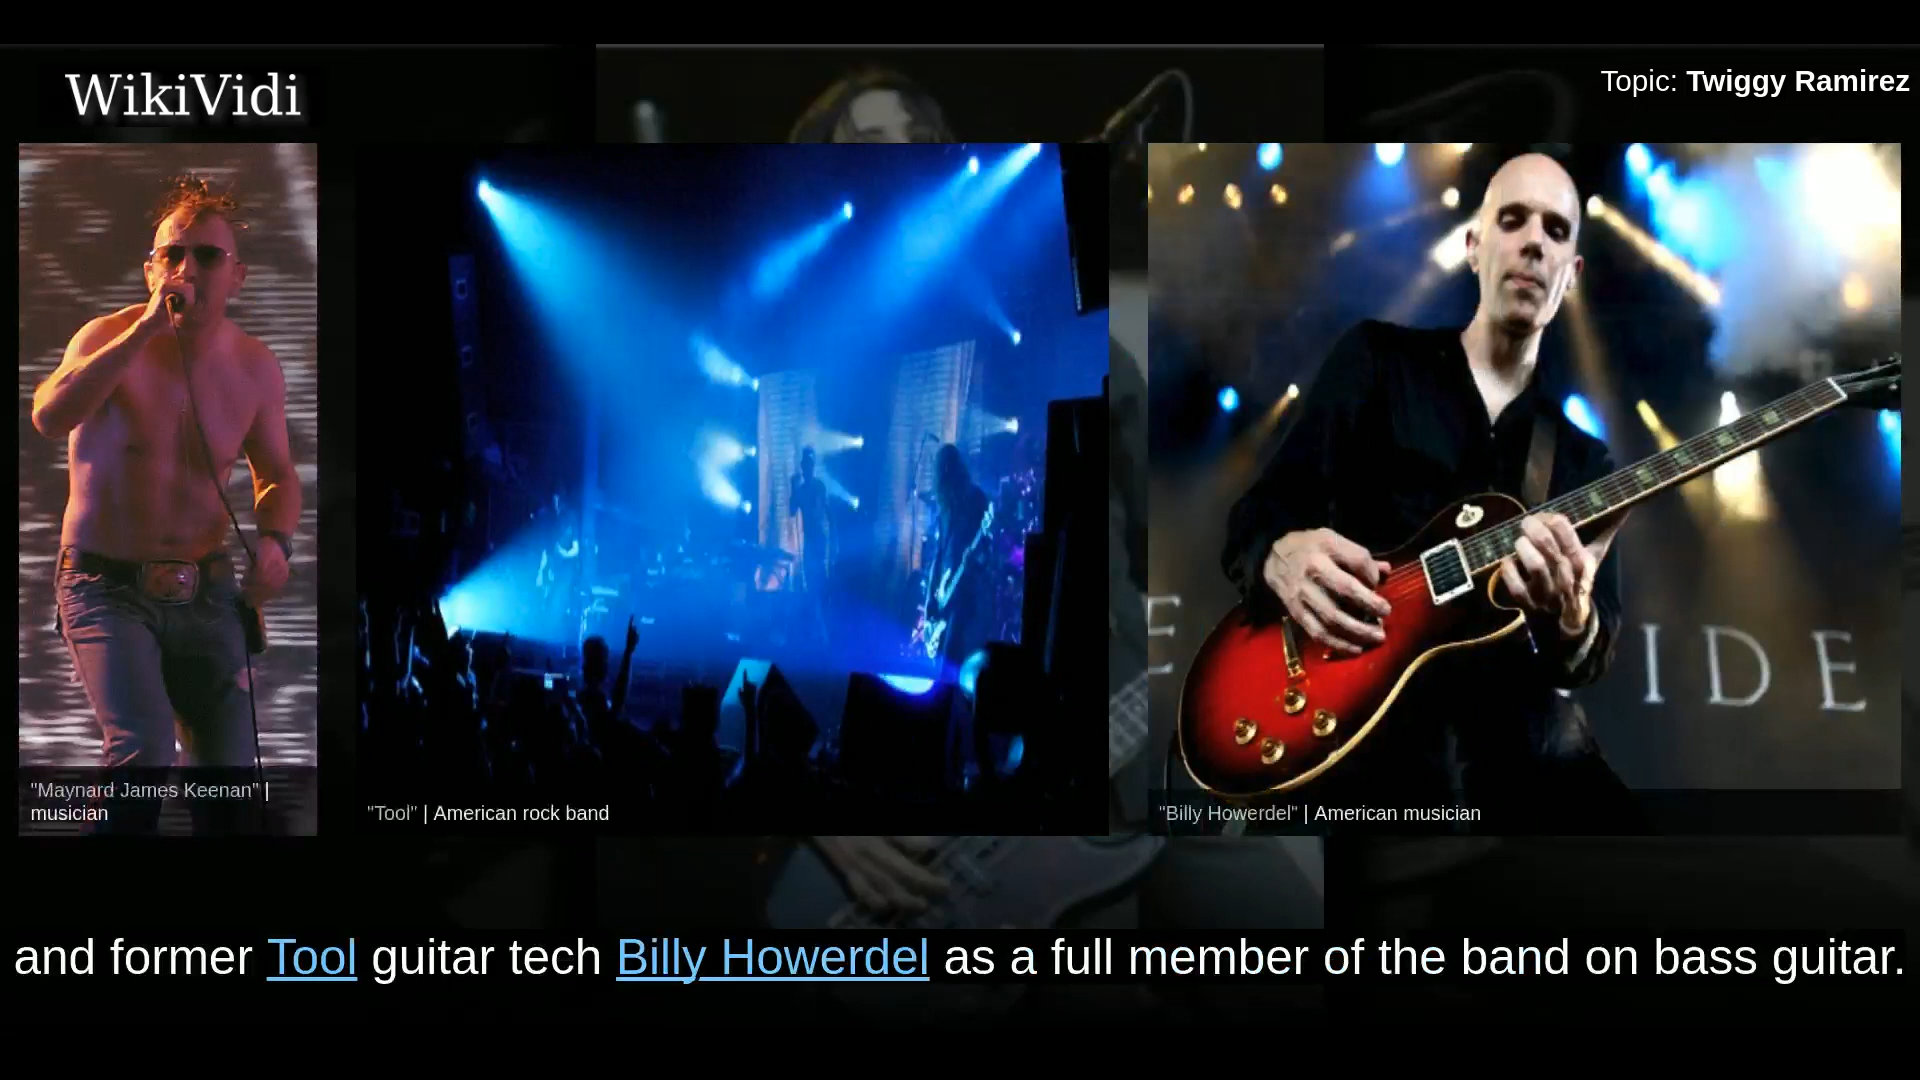 WikiVidi
Topic: Twiggy Ramirez
IDE
"Maynard James Keenan" |
musician
"Tool" | American rock band
"Billy Howerdel" | American musician
and former Tool guitar tech Billy Howerdel as a full member of the band on bass guitar.